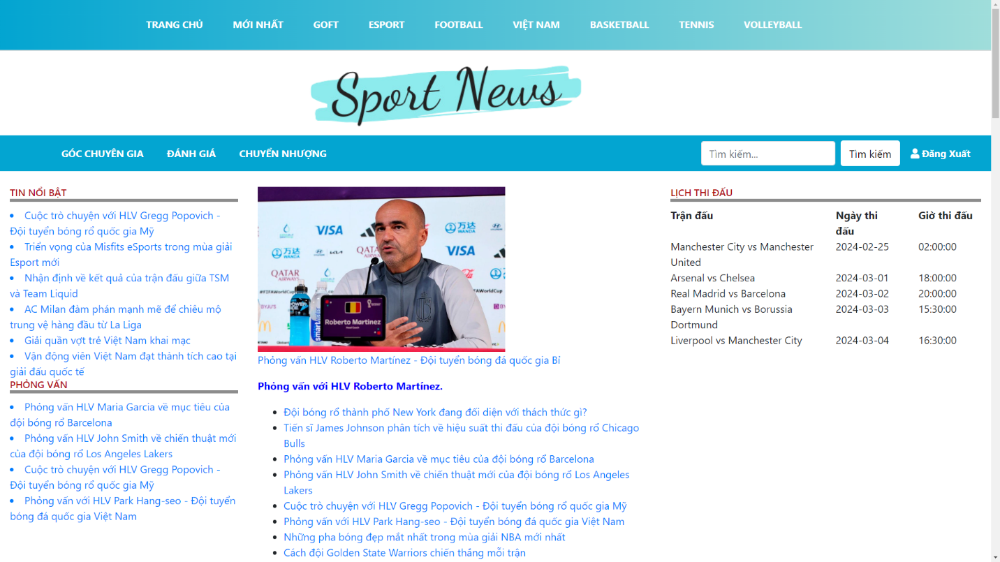 TRANG CHỦ MỚI NHẤT GOFT ESPORT FOOTBALL VIỆT NAM BASKETBALL TENNIS VOLLEYBALL
Sport News
GÓC CHUYÊN GIA ĐÁNH GIÁ CHUYỂN NHƯỢNG Tìm kiếm... Tìm kiếm Đăng Xuất
TIN NỔI BẬT
Cuộc trò chuyện với HLV Gregg Popovich -
Đội tuyển bóng rổ quốc gia Mỹ
Triển vọng của Misfits eSports trong mùa giải
Esport mới
Nhận định về kết quả của trận đấu giữa TSM
và Team Liquid
AC Milan đàm phán mạnh mẽ để chiêu mộ
trung vệ hàng đầu từ La Liga
Giải quần vợt trẻ Việt Nam khai mạc
Vận động viên Việt Nam đạt thành tích cao tại
giải đấu quốc tế
PHỎNG VẤN
Phỏng vấn HLV Maria Garcia về mục tiêu của
đội bóng rổ Barcelona
Phỏng vấn HLV John Smith về chiến thuật mới
của đội bóng rổ Los Angeles Lakers
Cuộc trò chuyện với HLV Gregg Popovich -
Đội tuyển bóng rổ quốc gia Mỹ
Phỏng vấn với HLV Park Hang-seo - Đội tuyển
bóng đá quốc gia Việt Nam
VISA
万达
WANDA
HYUNDAI
万达
WANDA
KIA
QATAR
VISA
QATAR
AIRWAYS
#FIFAWorldCup
FIFAWorldCup
BYJU'S
POWER
smartwater
Roberto Martinez
Phỏng vấn HLV Roberto Martínez - Đội tuyển bóng đá quốc gia Bỉ
Phỏng vấn với HLV Roberto Martínez.
Đội bóng rổ thành phố New York đang đối diện với thách thức gì?
Tiến sĩ James Johnson phân tích về hiệu suất thi đấu của đội bóng rổ Chicago
Bulls
Phỏng vấn HLV Maria Garcia về mục tiêu của đội bóng rổ Barcelona
Phỏng vấn HLV John Smith về chiến thuật mới của đội bóng rổ Los Angeles
Lakers
Cuộc trò chuyện với HLV Gregg Popovich - Đội tuyển bóng rổ quốc gia Mỹ
Phỏng vấn với HLV Park Hang-seo - Đội tuyển bóng đá quốc gia Việt Nam
Những pha bóng đẹp mắt nhất trong mùa giải NBA mới nhất
Cách đội Golden State Warriors chiến thắng mỗi trận
LỊCH THI ĐẤU
Trận đấu Ngày thi Giờ thi đấu
đấu
Manchester City vs Manchester 2024-02-25 02:00:00
United
Arsenal vs Chelsea 2024-03-01 18:00:00
Real Madrid vs Barcelona 2024-03-02 20:00:00
Bayern Munich vs Borussia 2024-03-03 15:30:00
Dortmund
Liverpool vs Manchester City 2024-03-04 16:30:00